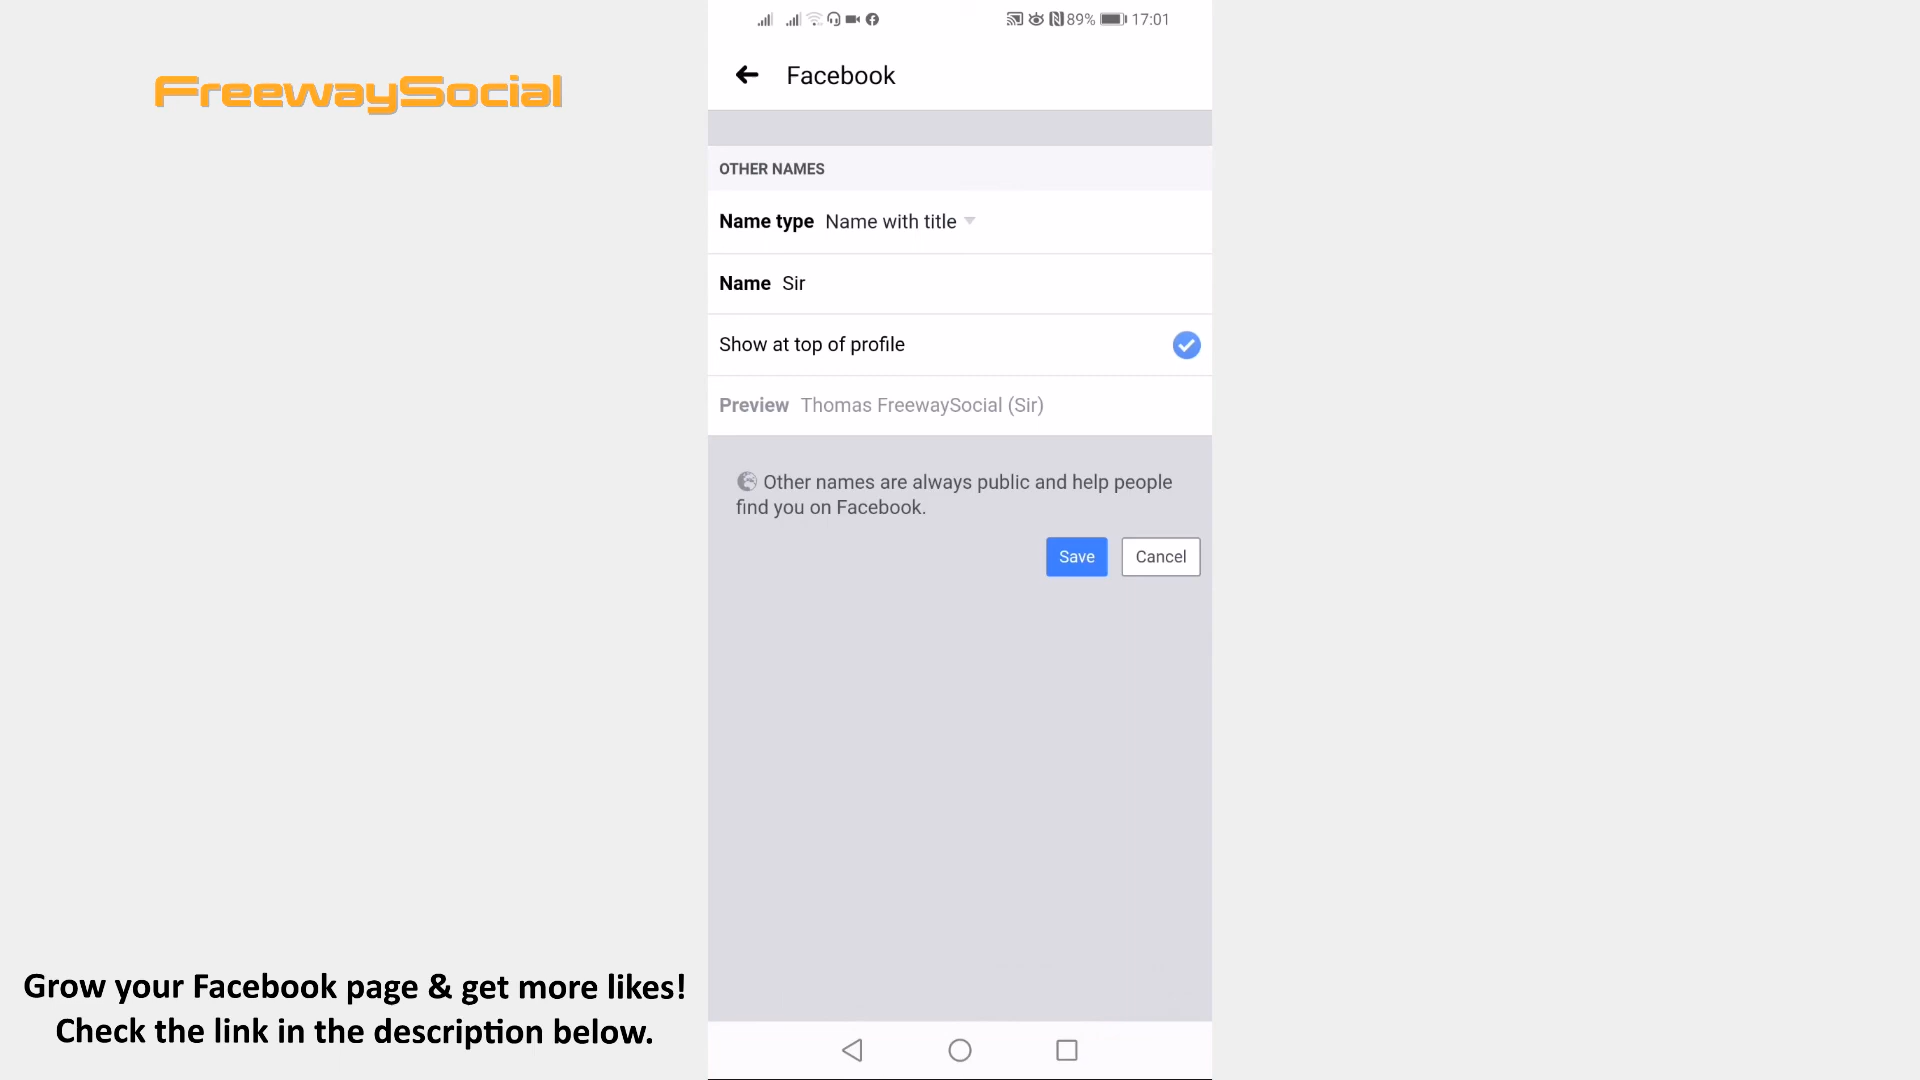 FreewaySocial
89% 17:01
Facebook
OTHER NAMES
Name type Name with title
Name Sir
Show at top of profile
Preview Thomas FreewaySocial (Sir)
Other names are always public and help people
find you on Facebook.
Save Cancel
Grow your Facebook page & get more likes!
Check the link in the description below.